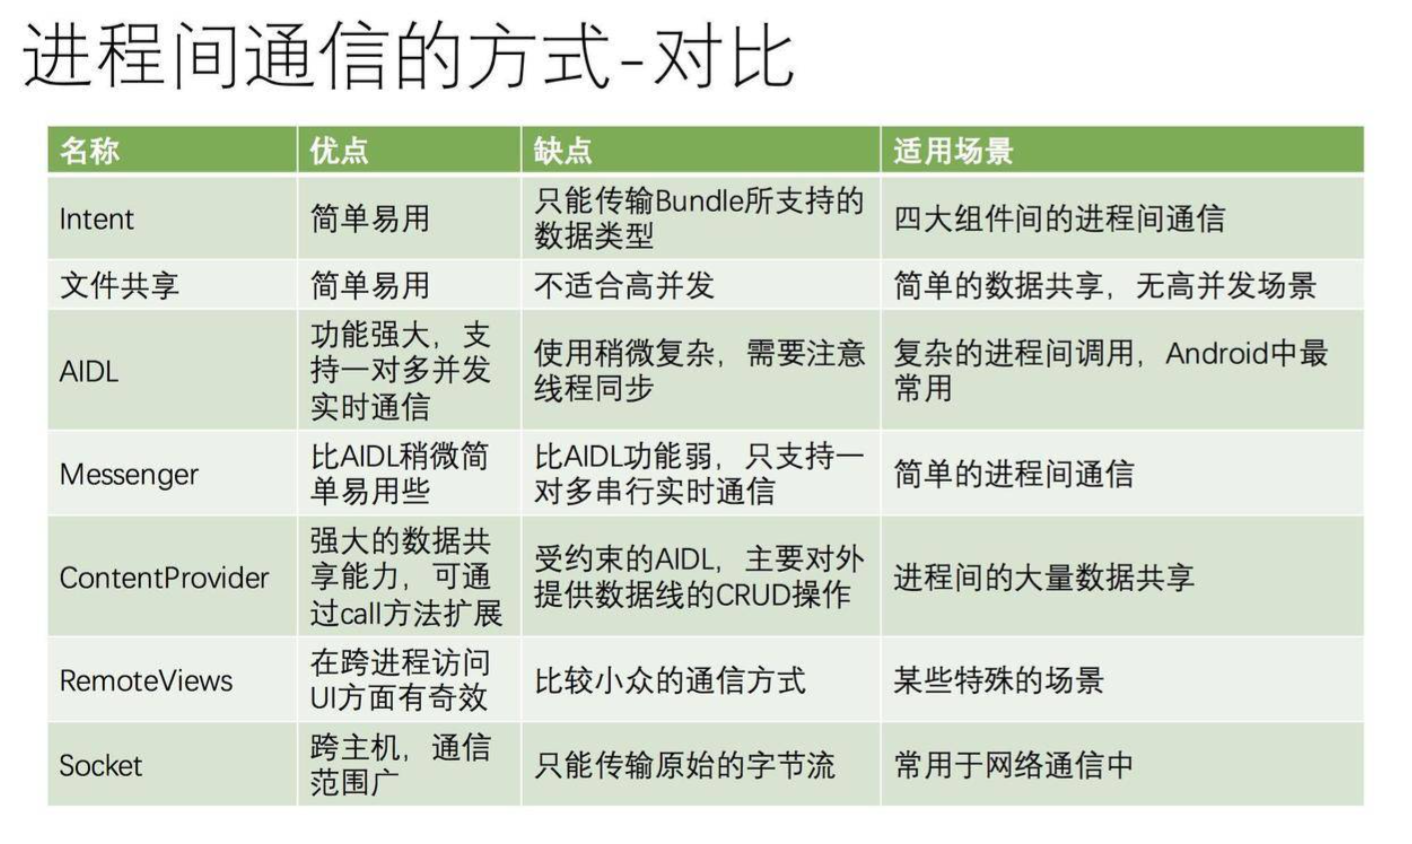 进程间通信的方式-对比
名称 优点 缺点 适用场景
Intent 简单易用 只能传输Bundle所支持的
数据类型 四大组件间的进程间通信
文件共享 简单易用 不适合高并发 简单的数据共享，无高并发场景
AIDL 功能强大，支
持一对多并发
实时通信 使用稍微复杂，需要注意
线程同步 复杂的进程间调用，Android中最
常用
Messenger 比AIDL稍微简
单易用些 比AIDL功能弱，只支持一
对多串行实时通信 简单的进程间通信
ContentProvider 强大的数据共
享能力，可通
过call方法扩展 受约束的AIDL，主要对外
提供数据线的CRUD操作 进程间的大量数据共享
RemoteViews 在跨进程访问
UI方面有奇效 比较小众的通信方式 某些特殊的场景
Socket 跨主机，通信
范围广 只能传输原始的字节流 常用于网络通信中